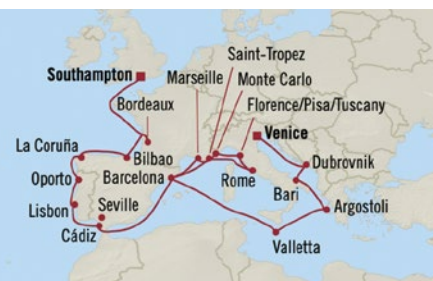 Saint-Tropez
Southampton
Marseille
Monte Carlo
Bordeaux
Florence/Pisa/Tuscany
Venice
La Coruña
Bilbao
Dubrovnik
Oporto
Barcelona
Rome
Bari
Lisbon
Seville
Argostoli
Cádiz
Valletta